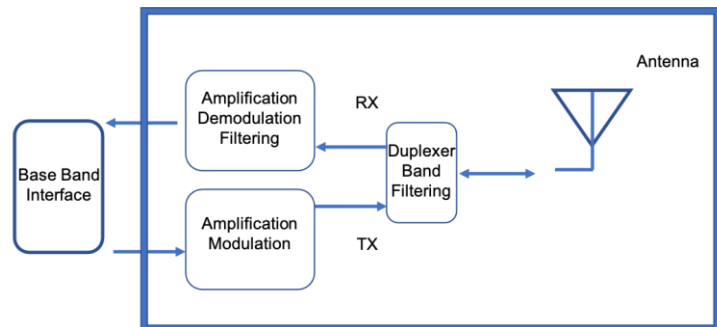 Antenna
Amplification
Demodulation
Filtering
RX
Duplexer
Band
Filtering
Base Band
Interface
Amplification
Modulation
TX